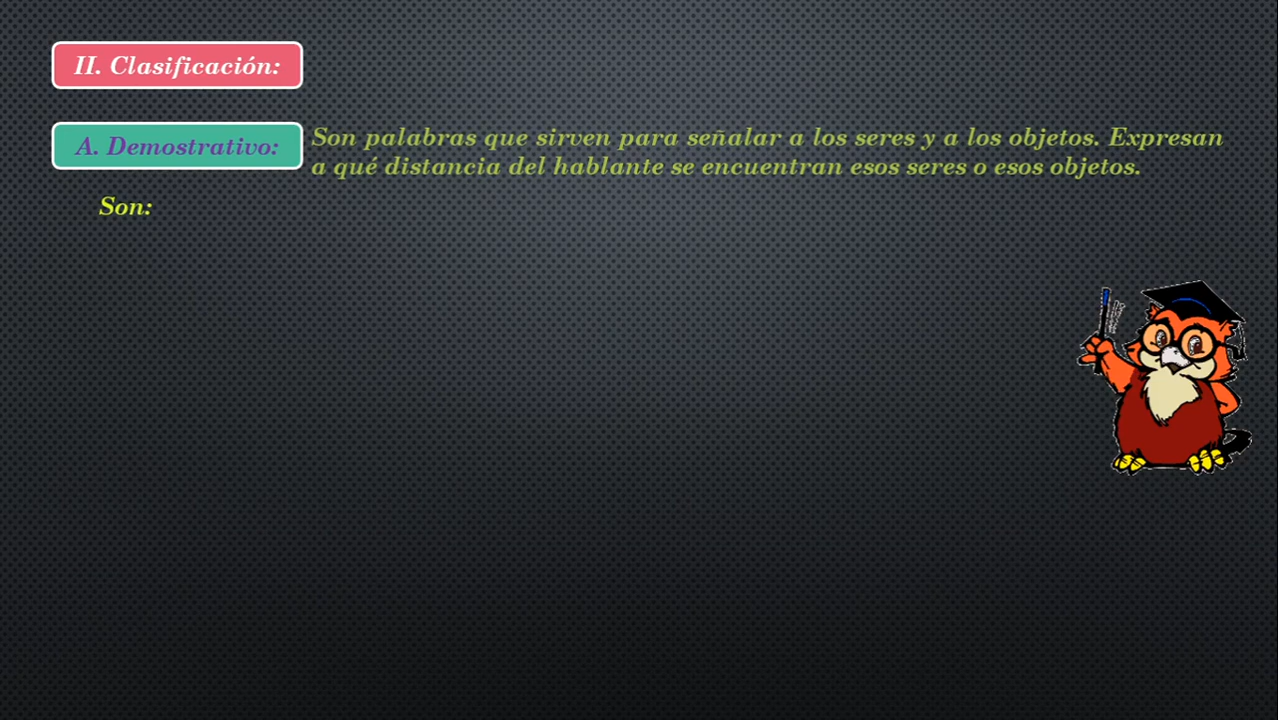 II. Clasificación:
A. Demostrativo:
Son palabras que sirven para señalar a los seres y a los objetos. Expresan
a qué distancia del hablante se encuentran esos seres o esos objetos.
Son: